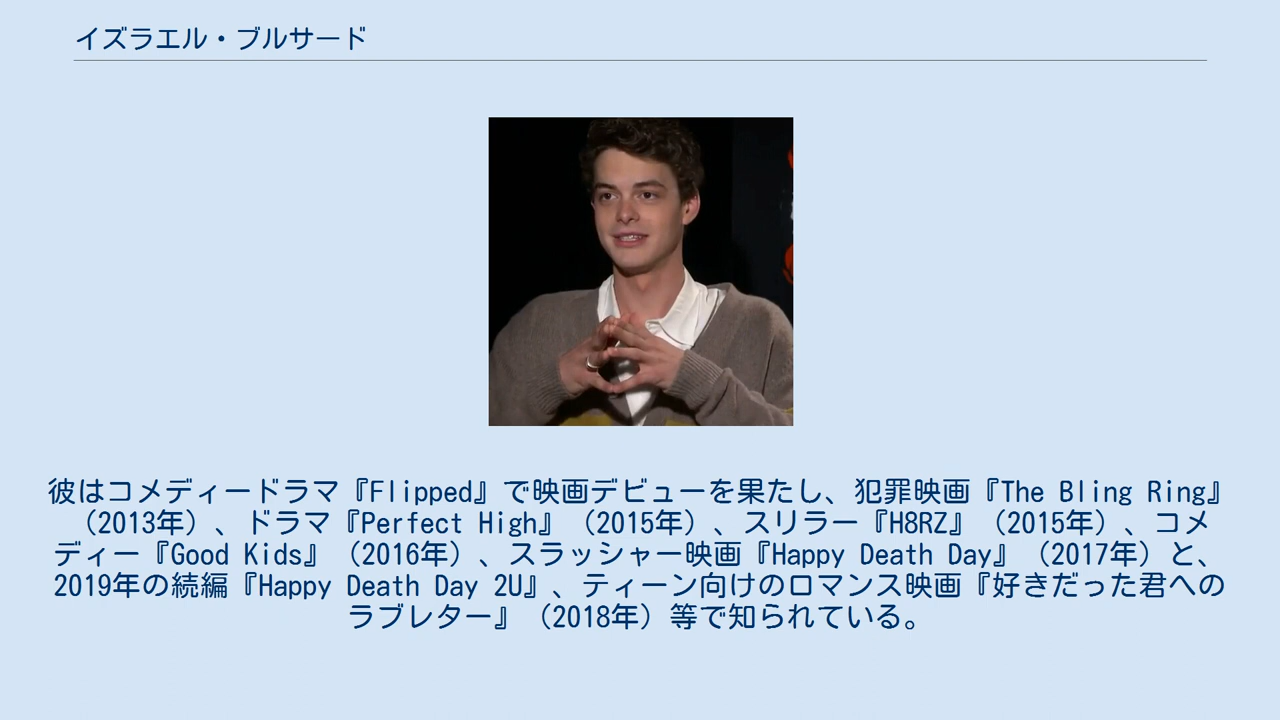 イズラエル・ブルサード
彼はコメディードラマ『Flipped』で映画デビューを果たし、犯罪映画『The Bling Ring』
（2013年）、ドラマ『Perfect High』（2015年）、スリラー『H8RZ』（2015年）、コメ
ディー『Good Kids』（2016年）、スラッシャー映画『Happy Death Day』（2017年）と、
2019年の続編『Happy Death Day 2U』、ティーン向けのロマンス映画『好きだった君への
ラブレター』（2018年）等で知られている。